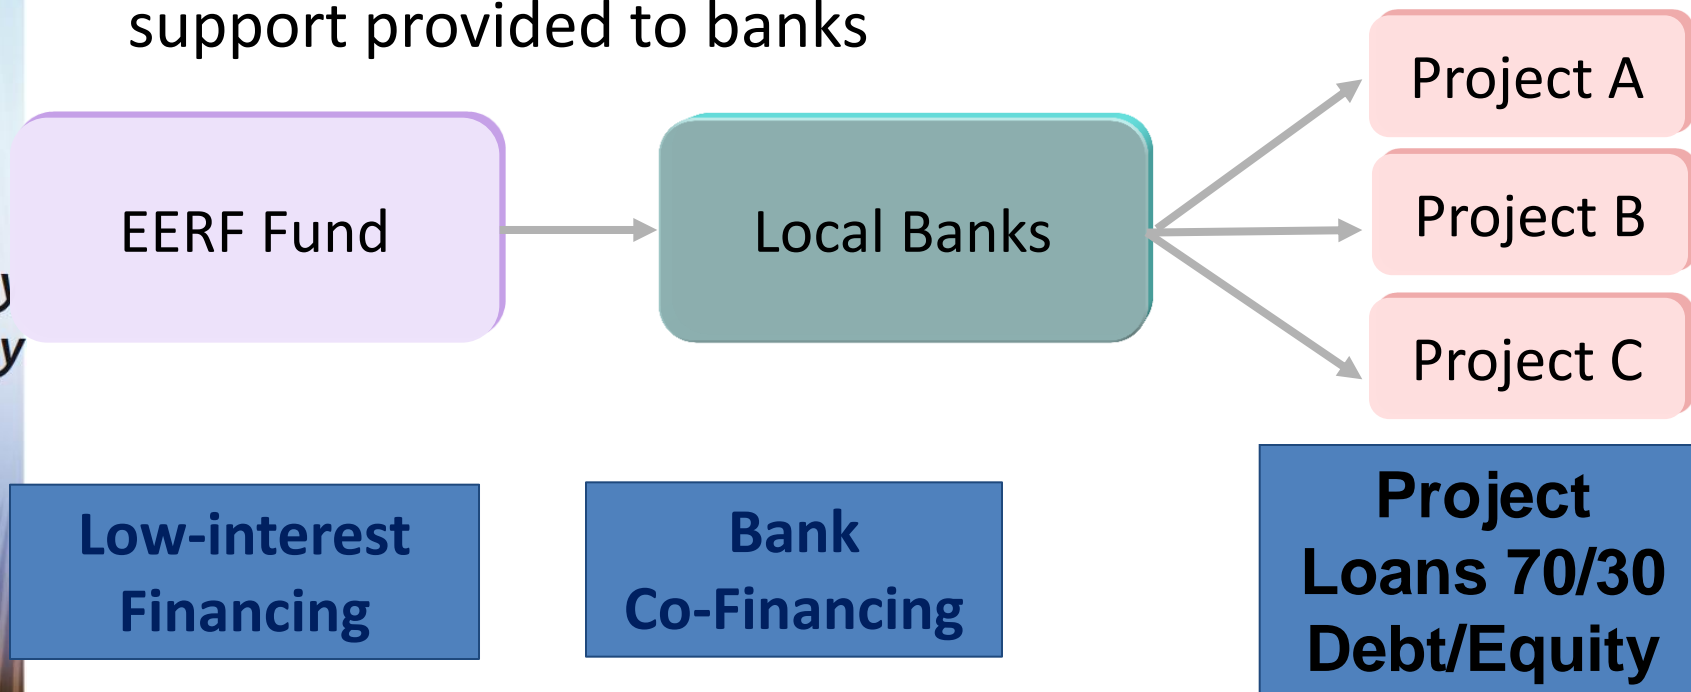 support provided to banks
Project A
EERF Fund
Local Banks
Project B
y
y
Project C
Low-interest
Financing
Bank
Co-Financing
Project
Loans 70/30
Debt/Equity